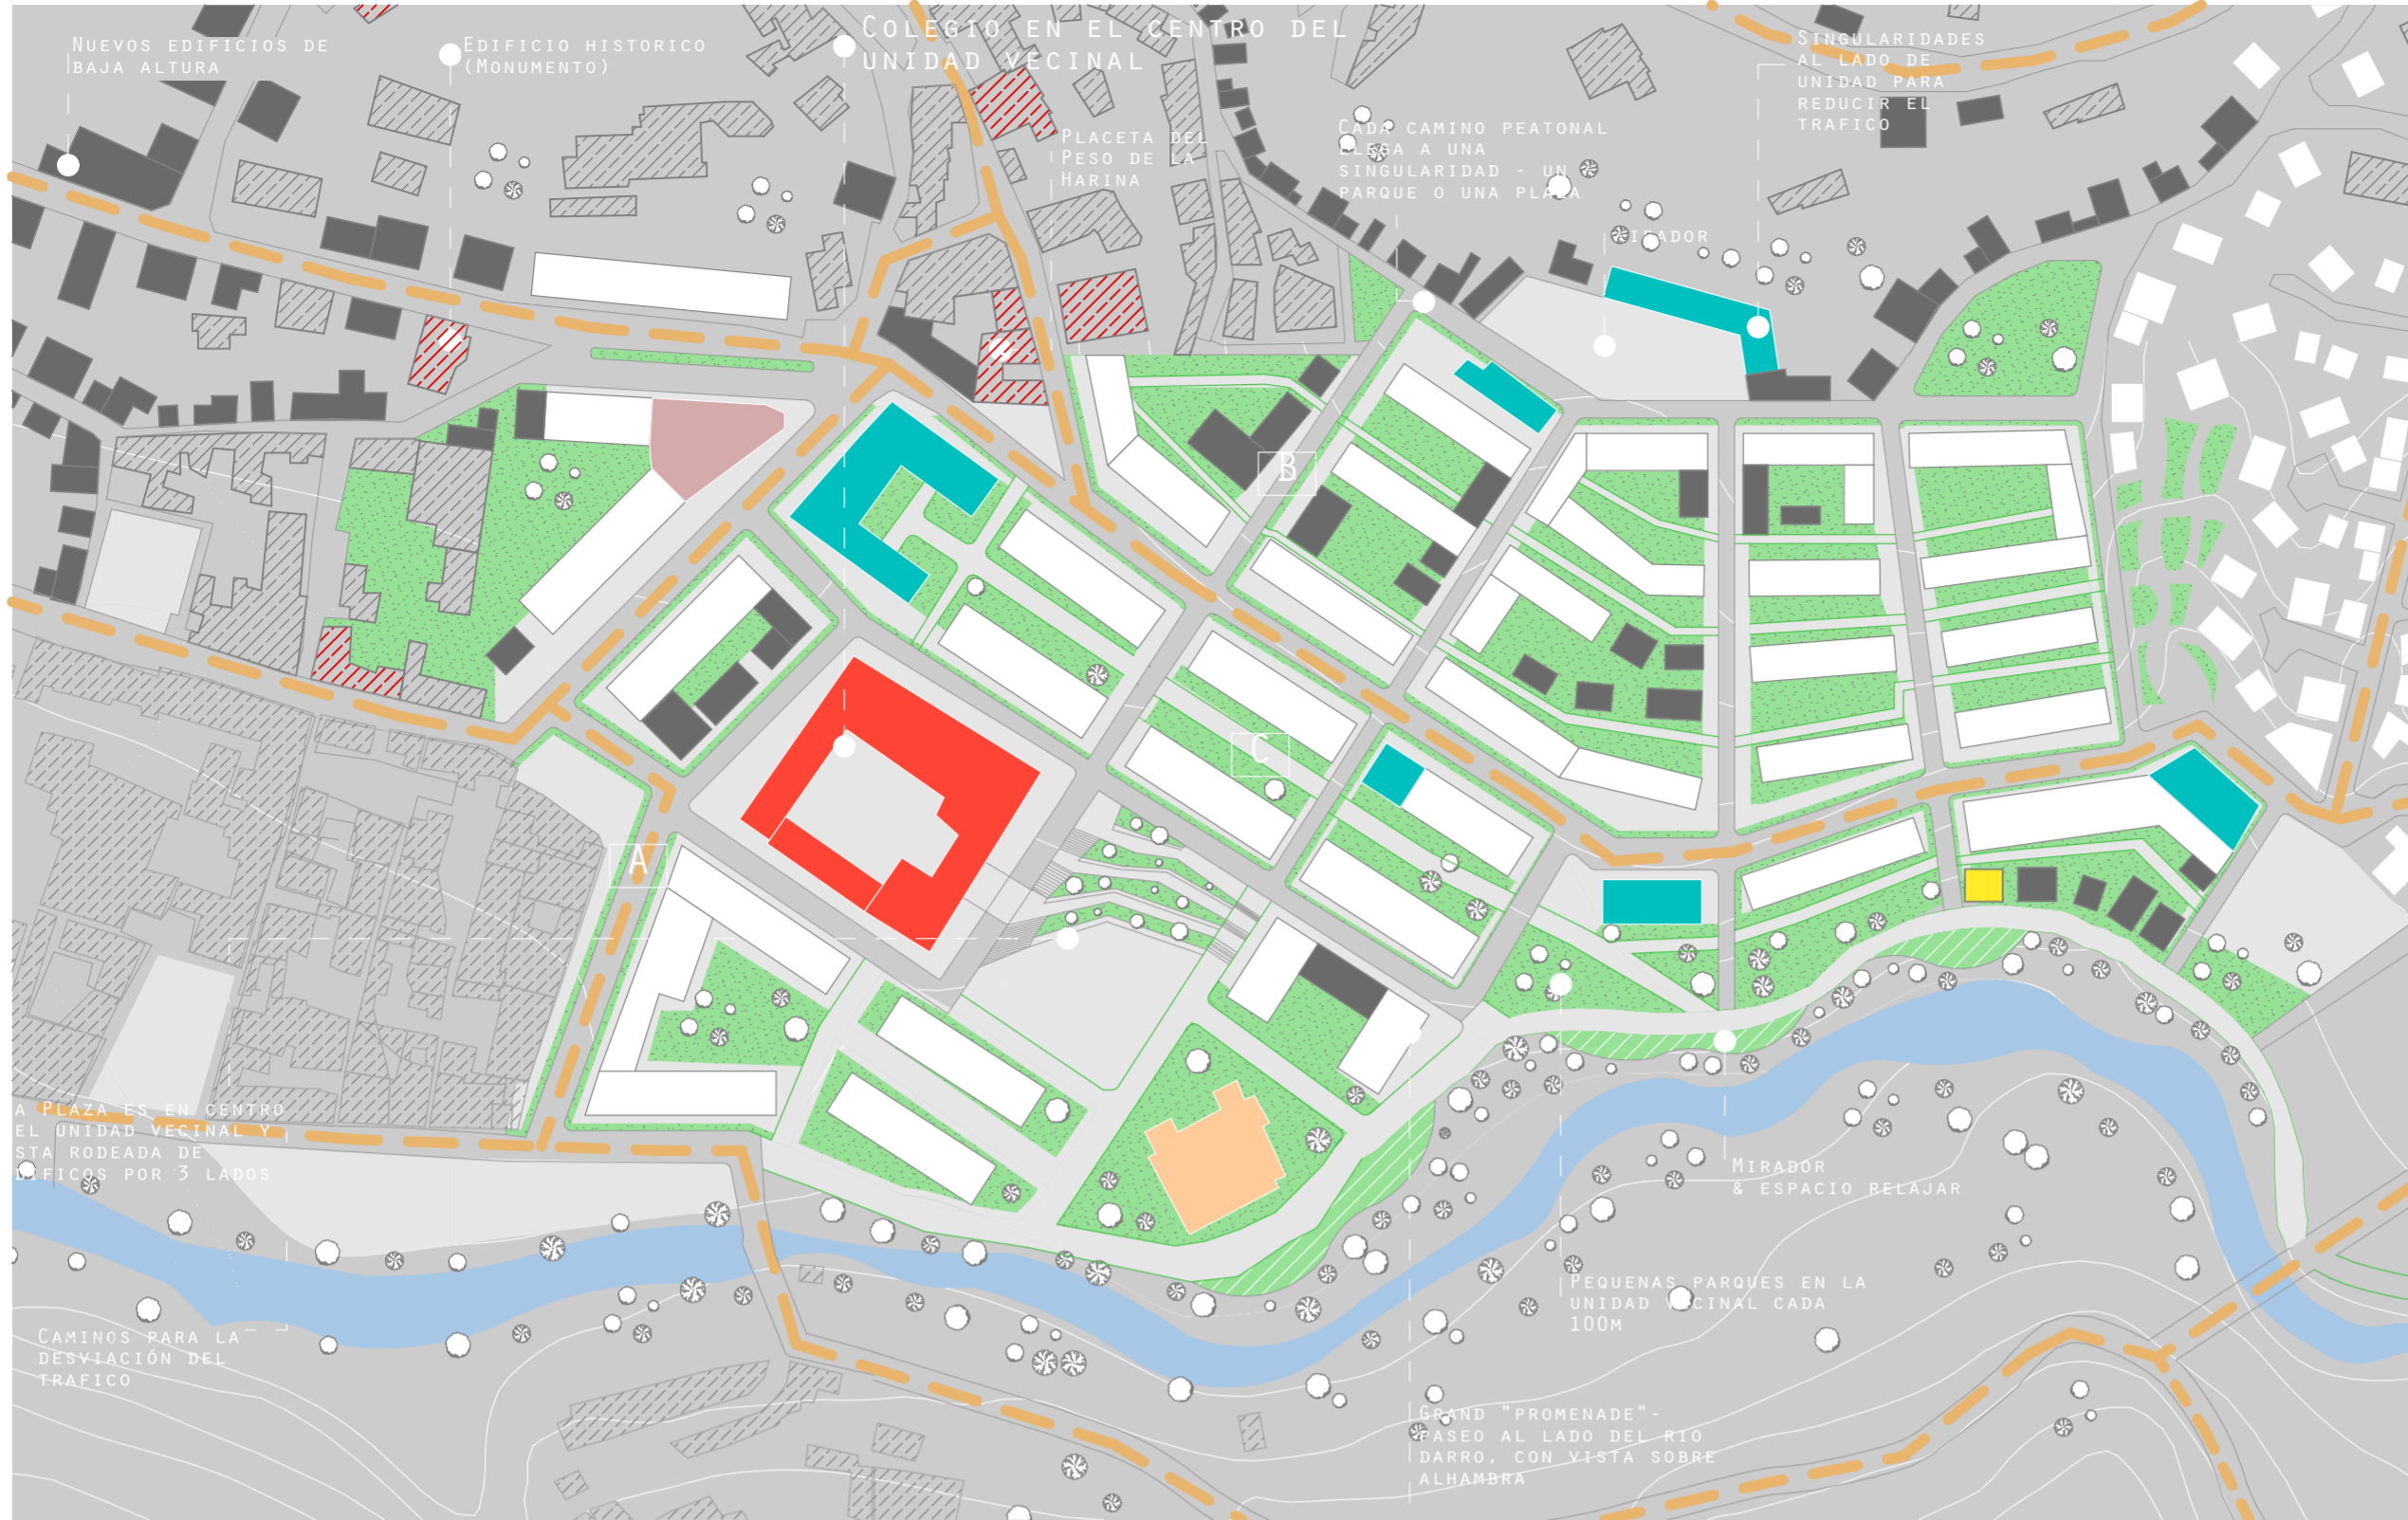 Nuevos edificios de
baja altura
Edificio historico
(Monumento)
Colegio en el centro del
unidad vecinal
Placeta del
Peso de la
Harina
Cada camino peatonal
llega a una
singularidad - un
parque o una plaza
Mirador
Singularidades
al lado de
unidad para
reducir el
trafico
B
C
A
a Plaza es en centro
el unidad vecinal y
sta rodeada de
dificos por 3 lados
Caminos para la
desviación del
trafico
Mirador
& espacio relajar
Pequenas parques en la
unidad vecinal cada
100m
Grand "promenade"-
paseo al lado del rio
Darro, con vista sobre
Alhambra